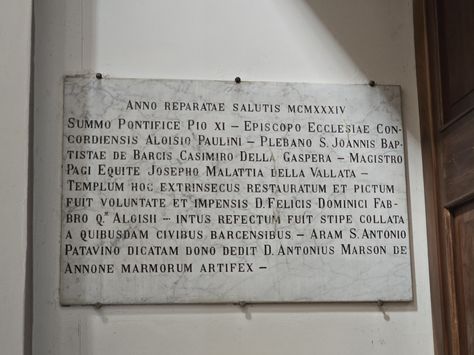 ANNO REPARATAE SALUTIS MCMXXXIV
SUMMO PONTIFICE PIO XI – EPISCOPO ECCLESIAE CON-
CORDIENSIS ALOISIO PAULINI – PLEBANO S. JOANNIS BAP-
TISTAE DE BARCIS CASIMIRO DELLA GASPERA – MAGISTRO
PAGI EQUITE JOSEPHO MALATTIA DELLA VALLATA –
TEMPLUM HOC EXTRINSECUS RESTAURATUM ET PICTUM
FUIT VOLUNTATE ET IMPENSIS D. FELICIS DOMINICI FAB-
BRO Q.m ALOISII – INTUS REFECTUM FUIT STIPE COLLATA
A QUIBUSDAM CIVIBUS BARCENSIBUS – ARAM S. ANTONIO
PATAVINO DICATAM DONO DEDIT D. ANTONIUS MARSON DE
ANNONE MARMORUM ARTIFEX –